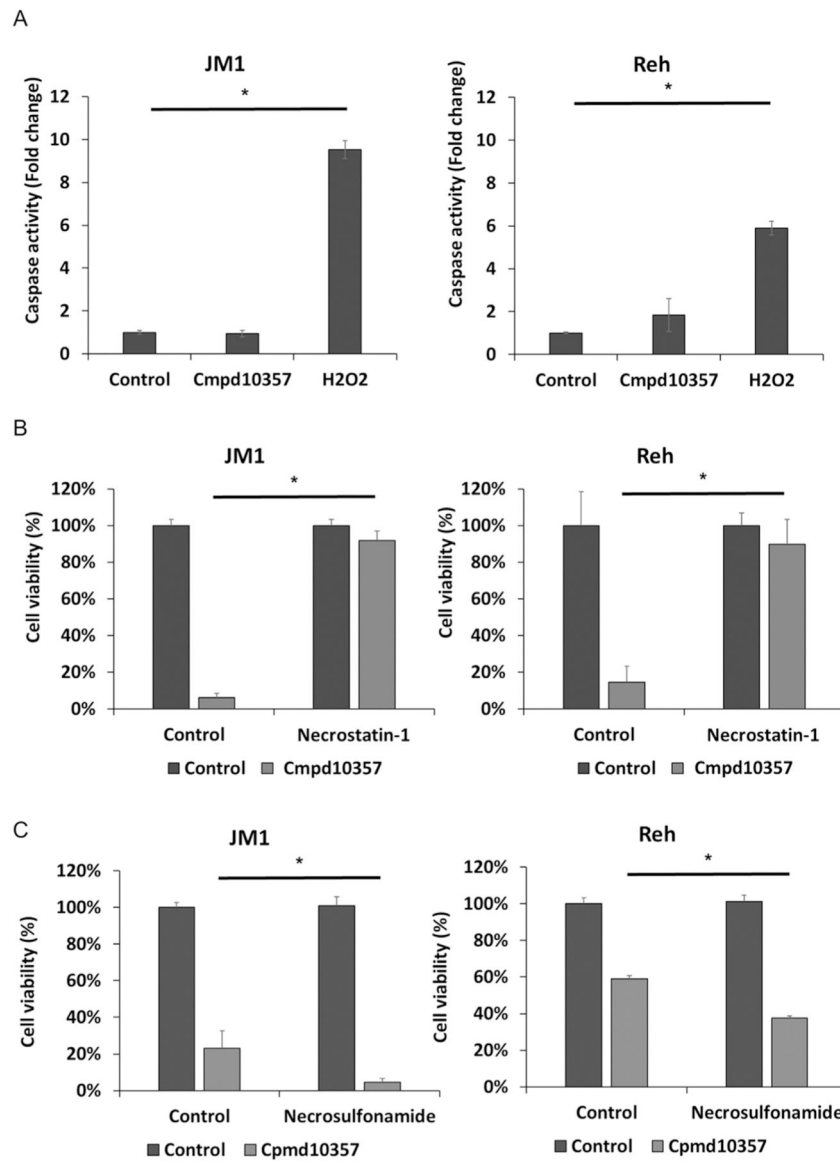 A
JM1
Reh
*
*
Caspase activity (Fold change)
12
10
8
6
4
2
0
Control
Cmpd10357
H2O2
Caspase activity (Fold change)
12
10
8
6
4
2
0
Control
Cmpd10357
H2O2
B
JM1
*
Cell viability (%)
120%
100%
80%
60%
40%
20%
0%
Control
Necrostatin-1
Control
Cmpd10357
Reh
*
Cell viability (%)
120%
100%
80%
60%
40%
20%
0%
Control
Necrostatin-1
Control
Cmpd10357
C
JM1
*
Cell viability (%)
120%
100%
80%
60%
40%
20%
0%
Control
Necrosulfonamide
Control
Cpmd10357
Reh
*
Cell viability (%)
120%
100%
80%
60%
40%
20%
0%
Control
Necrosulfonamide
Control
Cpmd10357